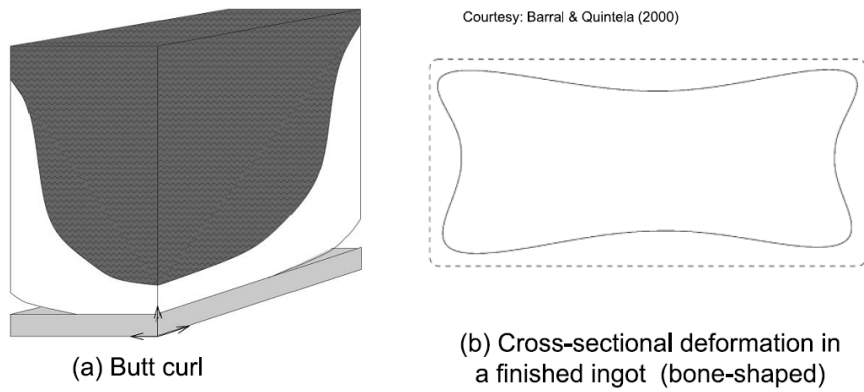 Courtesy: Barral & Quintela (2000)
(a) Butt curl
(b) Cross-sectional deformation in
a finished ingot (bone-shaped)